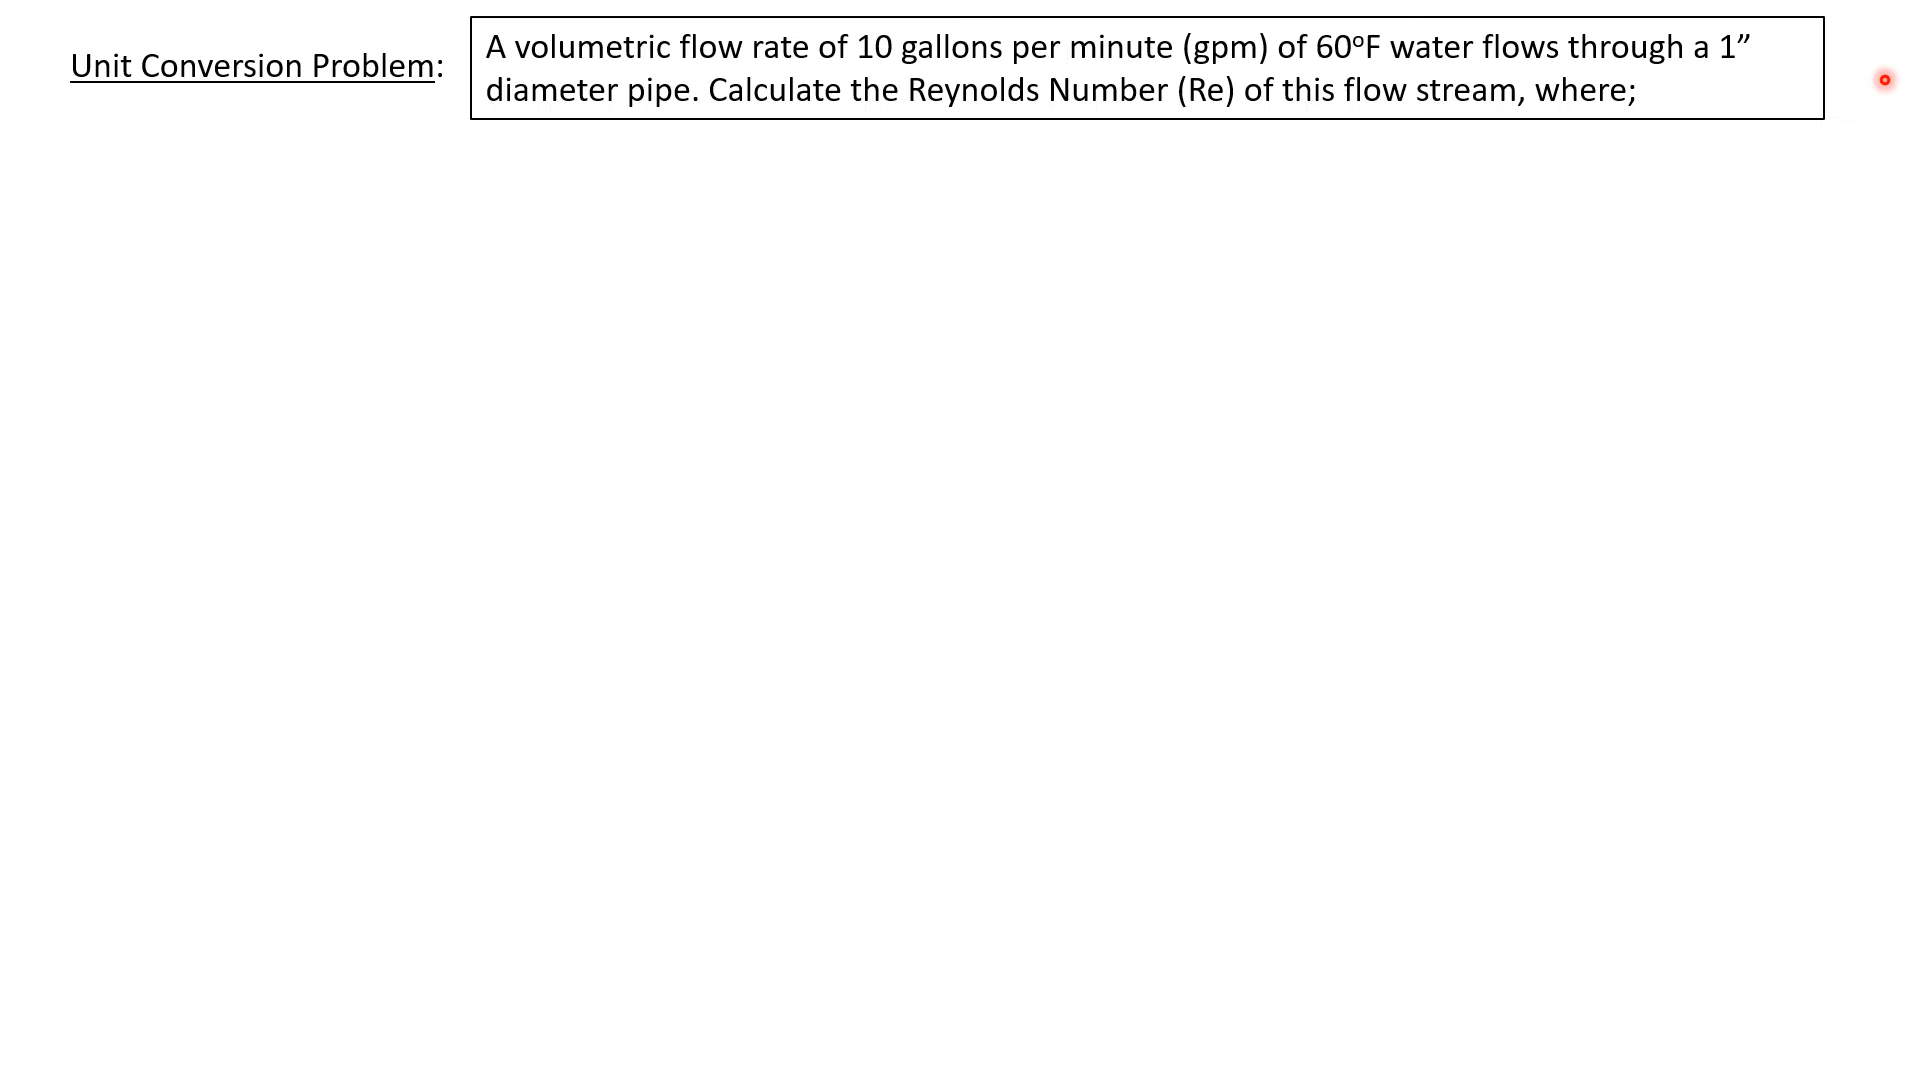 Unit Conversion Problem:
A volumetric flow rate of 10 gallons per minute (gpm) of 60ºF water flows through a 1”
diameter pipe. Calculate the Reynolds Number (Re) of this flow stream, where;